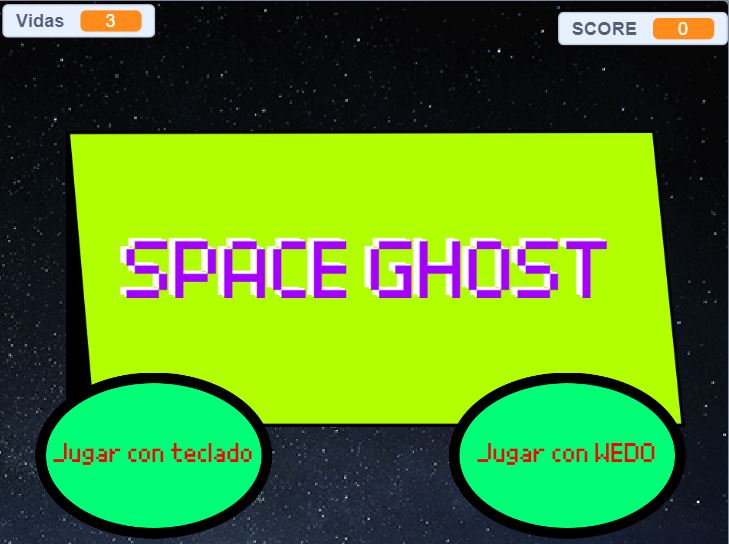 Vidas 3
SCORE 0
SPACE GHOST
Jugar con teclado
Jugar con WEDO